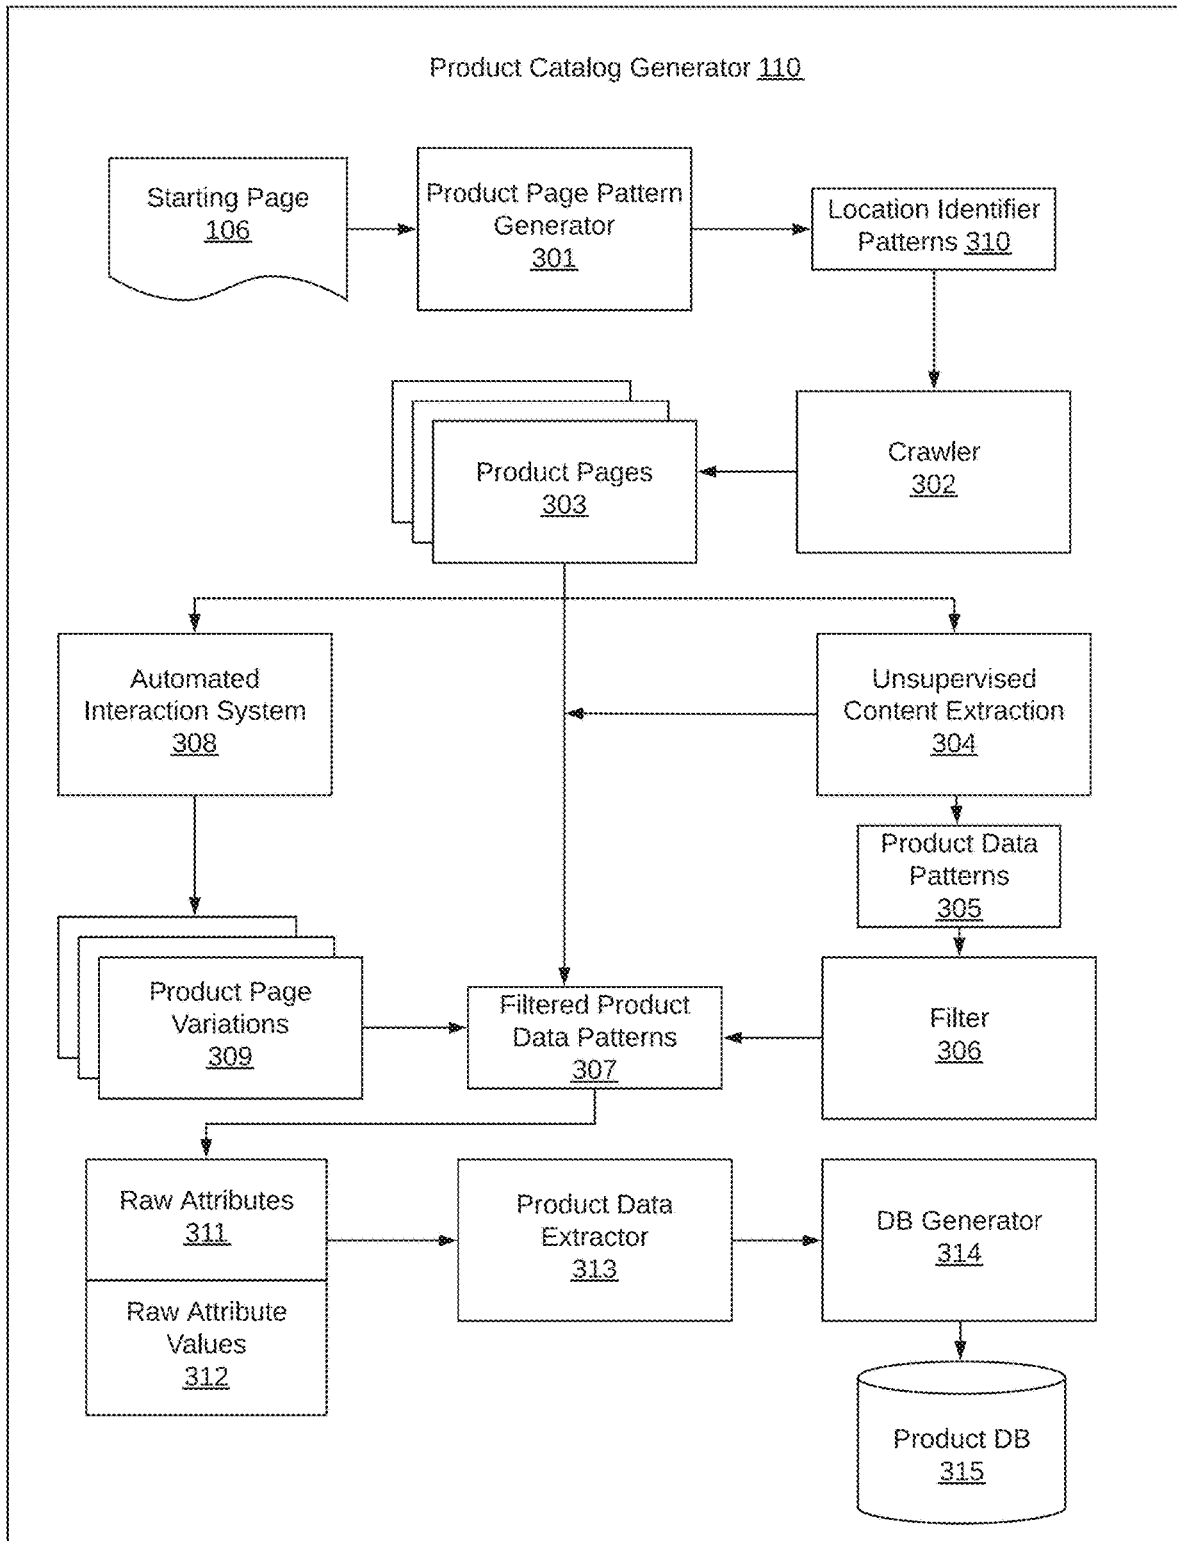 Product Catalog Generator 110
Starting Page
106
Product Page Pattern
Generator
301
Location Identifier
Patterns 310
Product Pages
303
Crawler
302
Automated
Interaction System
308
Unsupervised
Content Extraction
304
Product Data
Patterns
305
Product Page
Variations
309
Filtered Product
Data Patterns
307
Filter
306
Raw Attributes
311
Raw Attribute
Values
312
Product Data
Extractor
313
DB Generator
314
Product DB
315